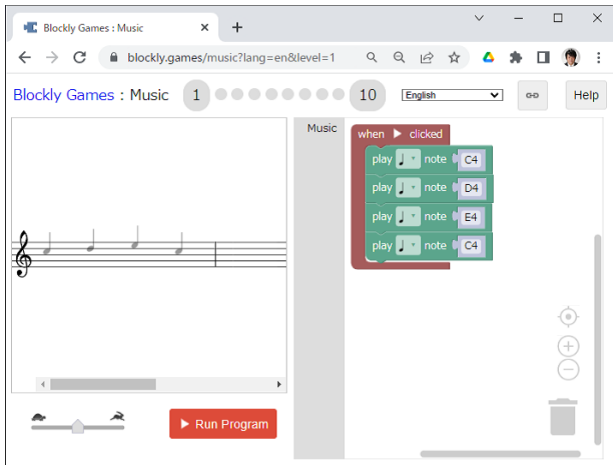 Blockly Games : Music
blockly.games/music?lang=en&level=1
Blockly Games : Music
1
10
English
Help
Music
when clicked
play note C4
play note D4
play note E4
play note C4
Run Program